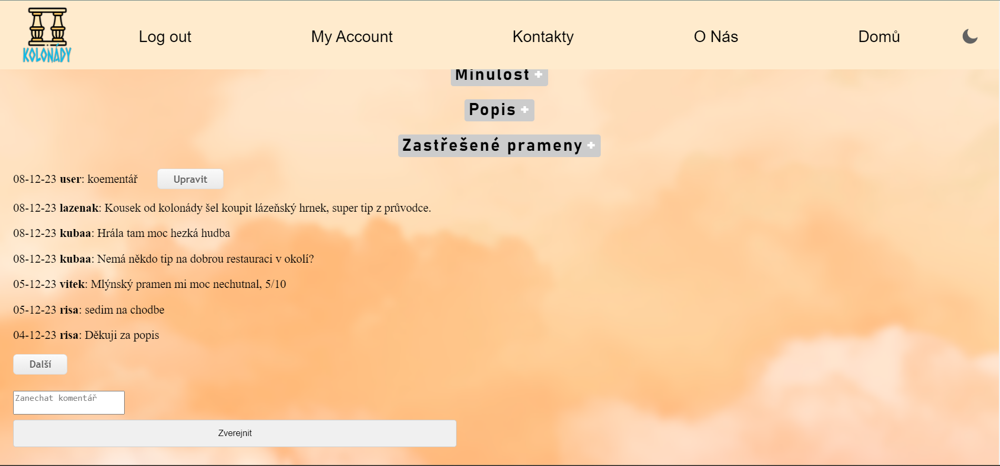 KOLONÁDY
Log out
My Account
Kontakty
O Nás
Domů
Minulost +
Popis +
Zastřešené prameny +
08-12-23 user: koementář
Upravit
08-12-23 lazenak: Kousek od kolonády šel koupit lázeňský hrnek, super tip z průvodce.
08-12-23 kubaa: Hrála tam moc hezká hudba
08-12-23 kubaa: Nemá někdo tip na dobrou restauraci v okolí?
05-12-23 vitek: Mlýnský pramen mi moc nechutnal, 5/10
05-12-23 risa: sedim na chodbe
04-12-23 risa: Děkuji za popis
Další
Zanechat komentář
Zverejnit